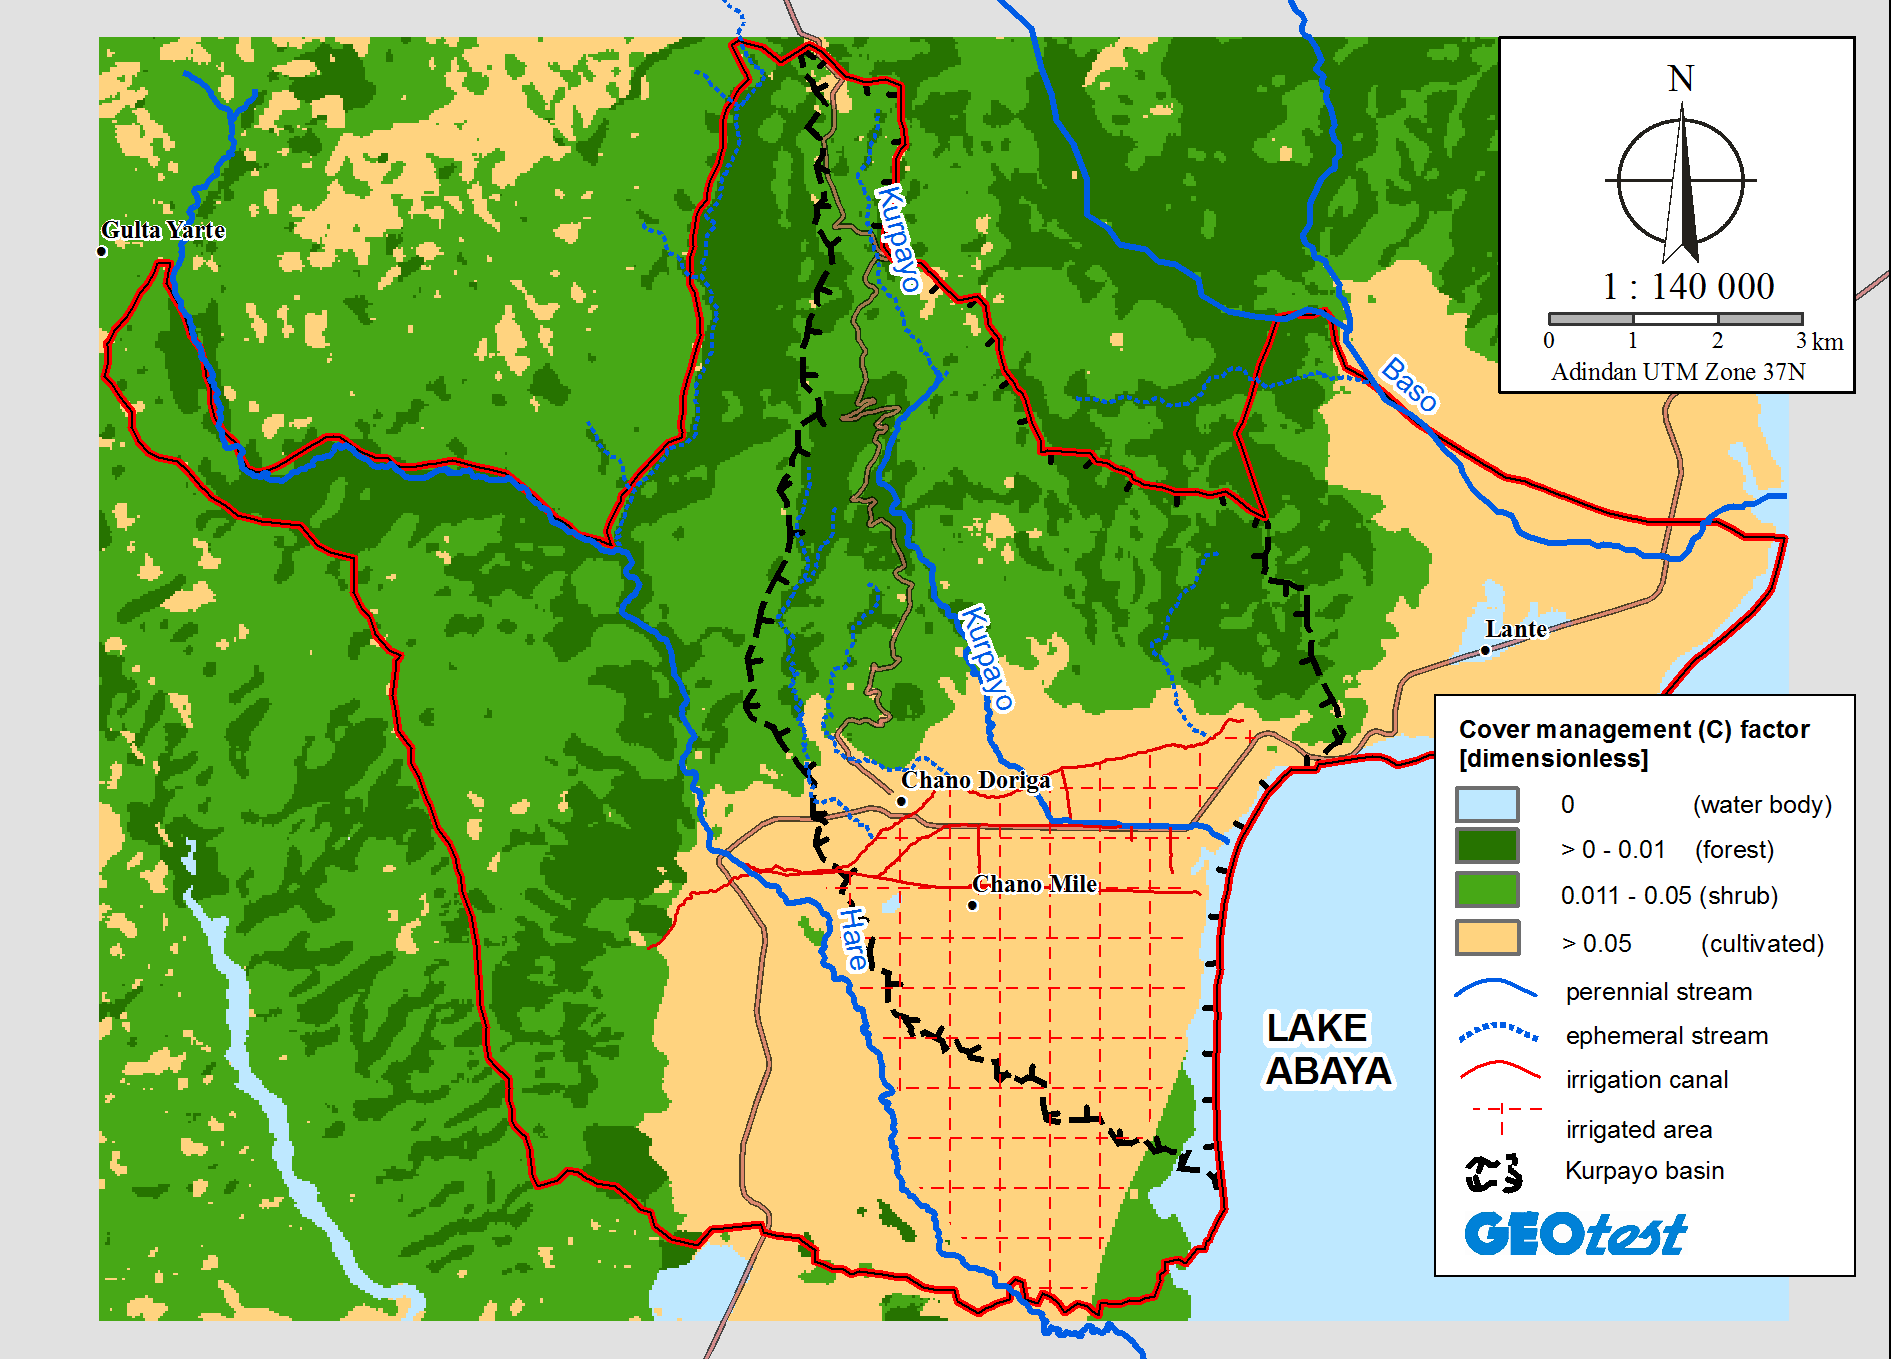 N
1 : 140 000
0 1 2 3 km
Adindan UTM Zone 37N
Gulta Yarte
Kurpayo
Baso
Kurpayo
Lante
Chano Doriga
Chano Mile
Hare
LAKE
ABAYA
Cover management (C) factor
[dimensionless]
0 (water body)
> 0 - 0.01 (forest)
0.011 - 0.05 (shrub)
> 0.05 (cultivated)
perennial stream
ephemeral stream
irrigation canal
irrigated area
Kurpayo basin
GEOtest